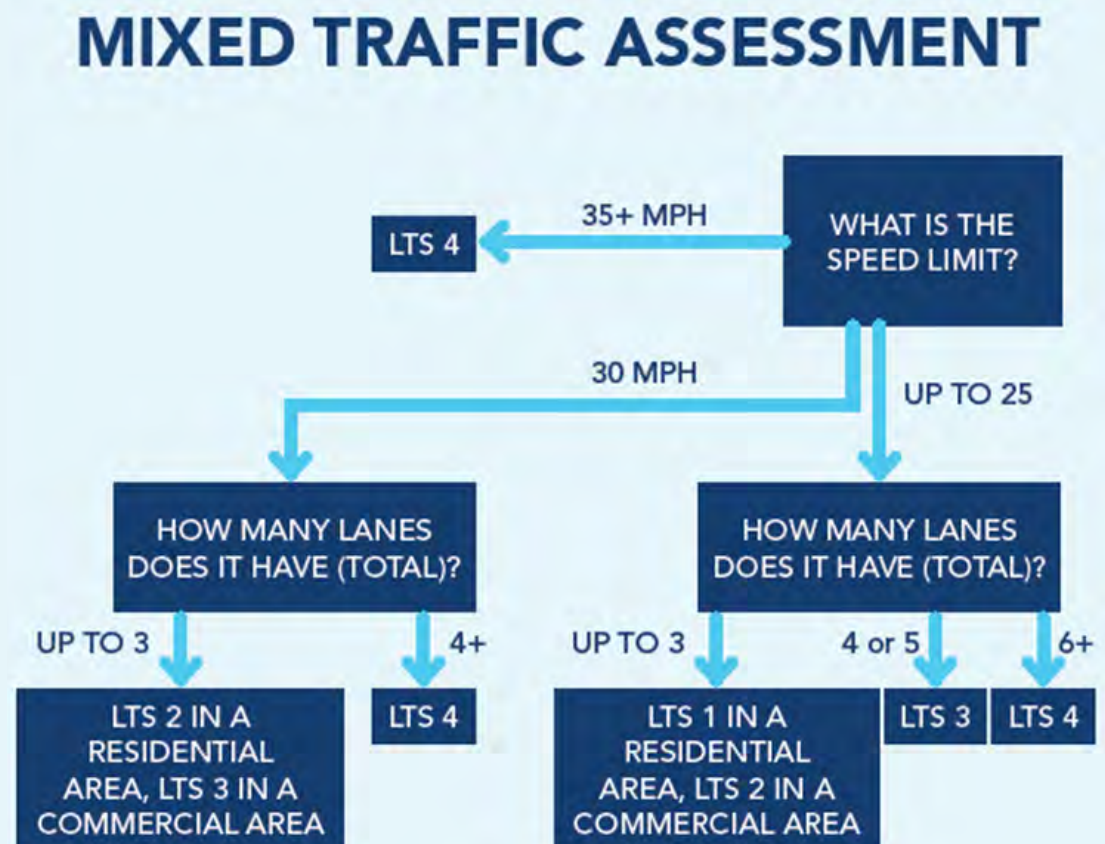 MIXED TRAFFIC ASSESSMENT
35+ MPH
LTS 4
WHAT IS THE
SPEED LIMIT?
30 MPH
UP TO 25
HOW MANY LANES
DOES IT HAVE (TOTAL)?
HOW MANY LANES
DOES IT HAVE (TOTAL)?
UP TO 3
4+
UP TO 3
4 or 5
6+
LTS 2 IN A
RESIDENTIAL
AREA, LTS 3 IN A
COMMERCIAL AREA
LTS 4
LTS 1 IN A
RESIDENTIAL
AREA, LTS 2 IN A
COMMERCIAL AREA
LTS 3
LTS 4